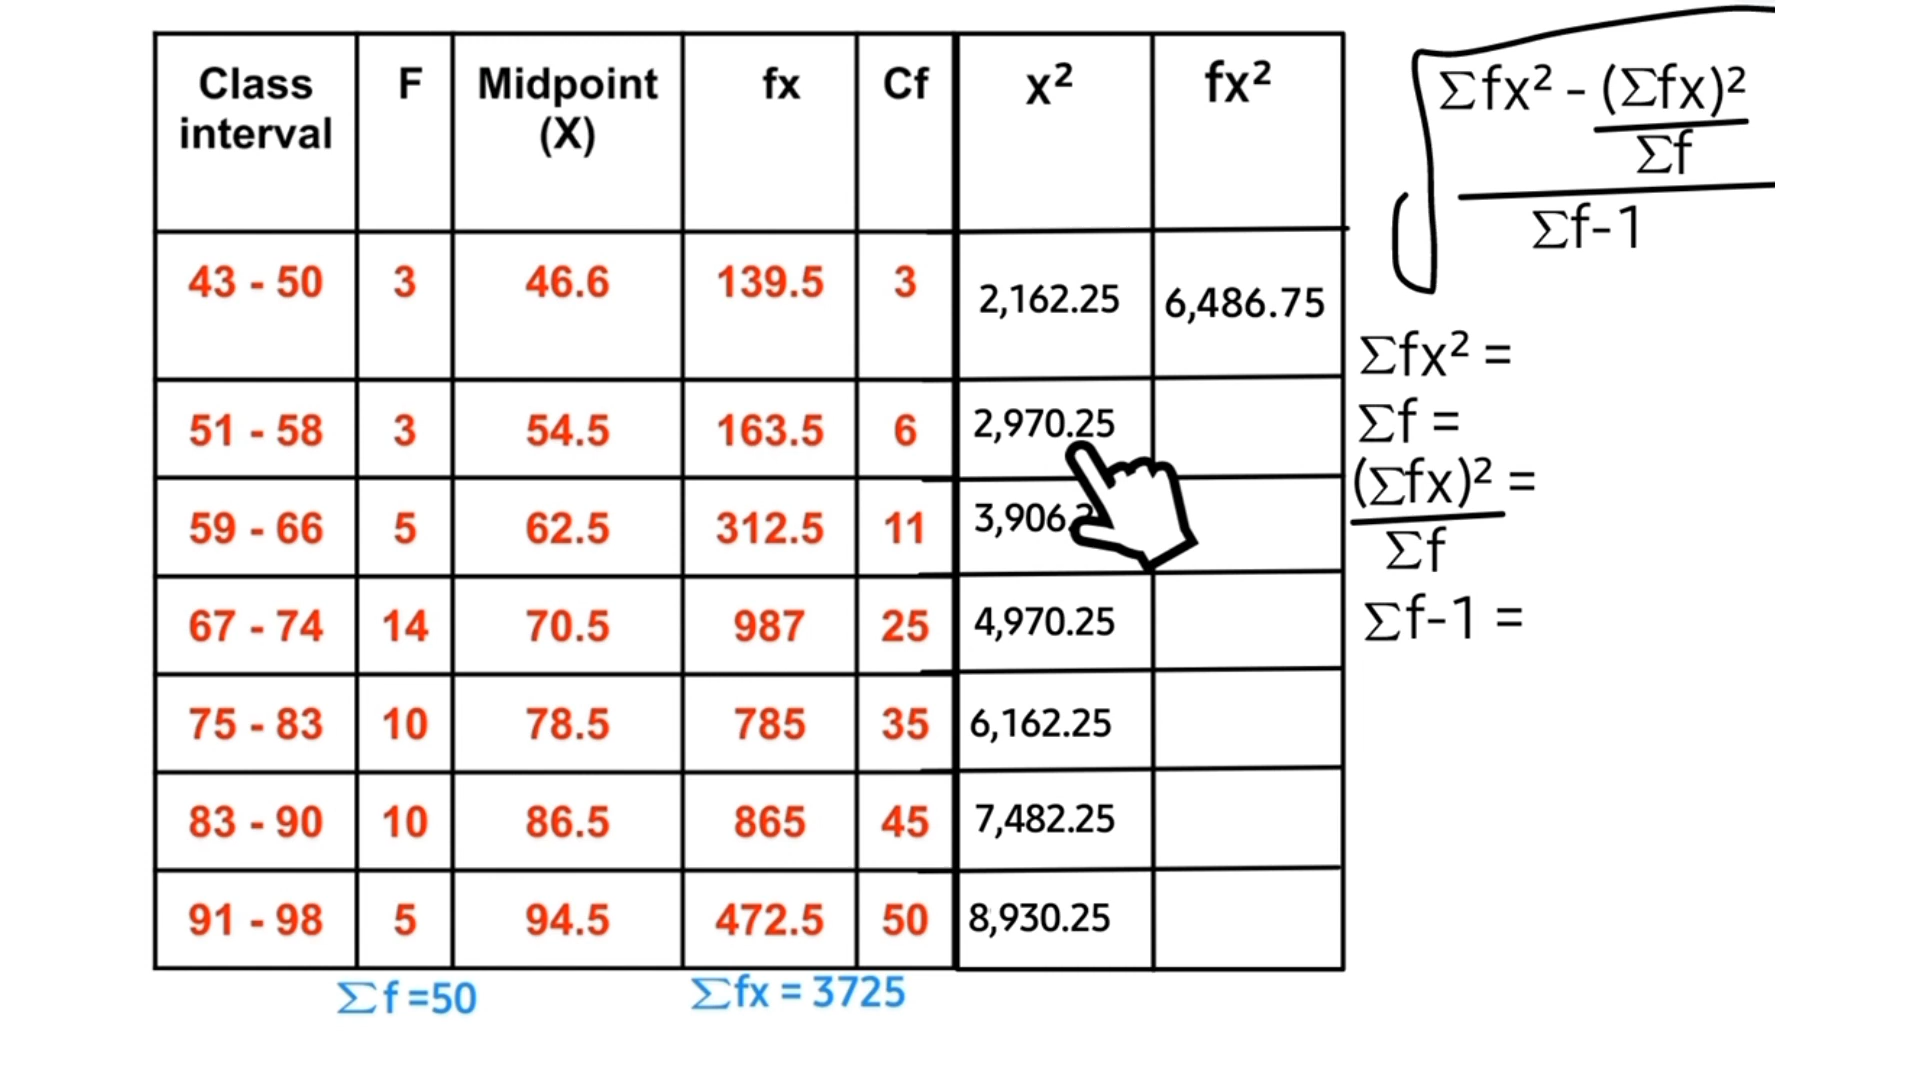 Class interval F Midpoint (X) fx Cf x² fx²
43 - 50 3 46.6 139.5 3 2,162.25 6,486.75
51 - 58 3 54.5 163.5 6 2,970.25
59 - 66 5 62.5 312.5 11 3,906.
67 - 74 14 70.5 987 25 4,970.25
75 - 83 10 78.5 785 35 6,162.25
83 - 90 10 86.5 865 45 7,482.25
91 - 98 5 94.5 472.5 50 8,930.25
Σf =50 Σfx = 3725
Σfx² - (Σfx)²
Σf
Σf-1
Σfx² =
Σf =
(Σfx)² =
Σf
Σf-1 =